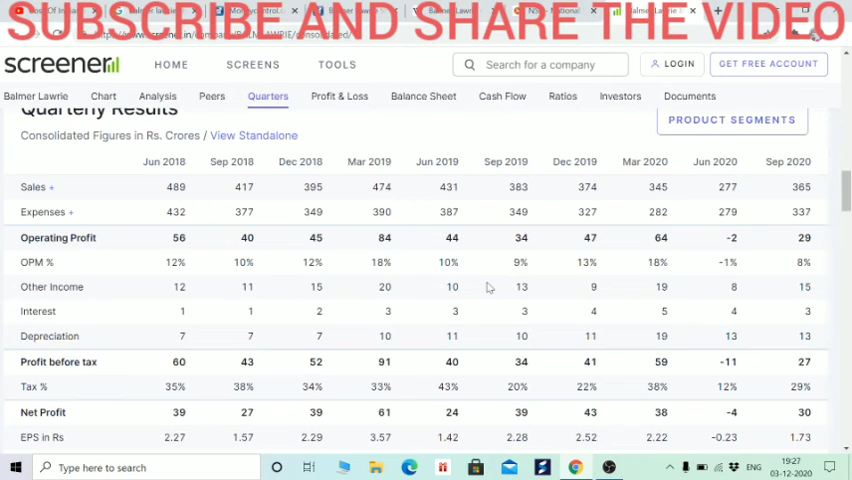 SUBSCRIBE AND SHARE THE VIDEO
screener
HOME SCREENS TOOLS Search for a company LOGIN GET FREE ACCOUNT
Balmer Lawrie Chart Analysis Peers Quarters Profit & Loss Balance Sheet Cash Flow Ratios Investors Documents
Quarterly Results
Consolidated Figures in Rs. Crores / View Standalone PRODUCT SEGMENTS
Jun 2018 Sep 2018 Dec 2018 Mar 2019 Jun 2019 Sep 2019 Dec 2019 Mar 2020 Jun 2020 Sep 2020
Sales + 489 417 395 474 431 383 374 345 277 365
Expenses + 432 377 349 390 387 349 327 282 279 337
Operating Profit 56 40 45 84 44 34 47 64 -2 29
OPM % 12% 10% 12% 18% 10% 9% 13% 18% -1% 8%
Other Income 12 11 15 20 10 13 9 19 8 15
Interest 1 1 2 3 3 3 4 5 4 3
Depreciation 7 7 7 10 11 10 11 19 13 13
Profit before tax 60 43 52 91 40 34 41 59 -11 27
Tax % 35% 38% 34% 33% 43% 20% 22% 38% 12% 29%
Net Profit 39 27 39 61 24 39 43 38 -4 30
EPS in Rs 2.27 1.57 2.29 3.57 1.42 2.28 2.52 2.22 -0.23 1.73
Type here to search ENG 19:27
03-12-2020